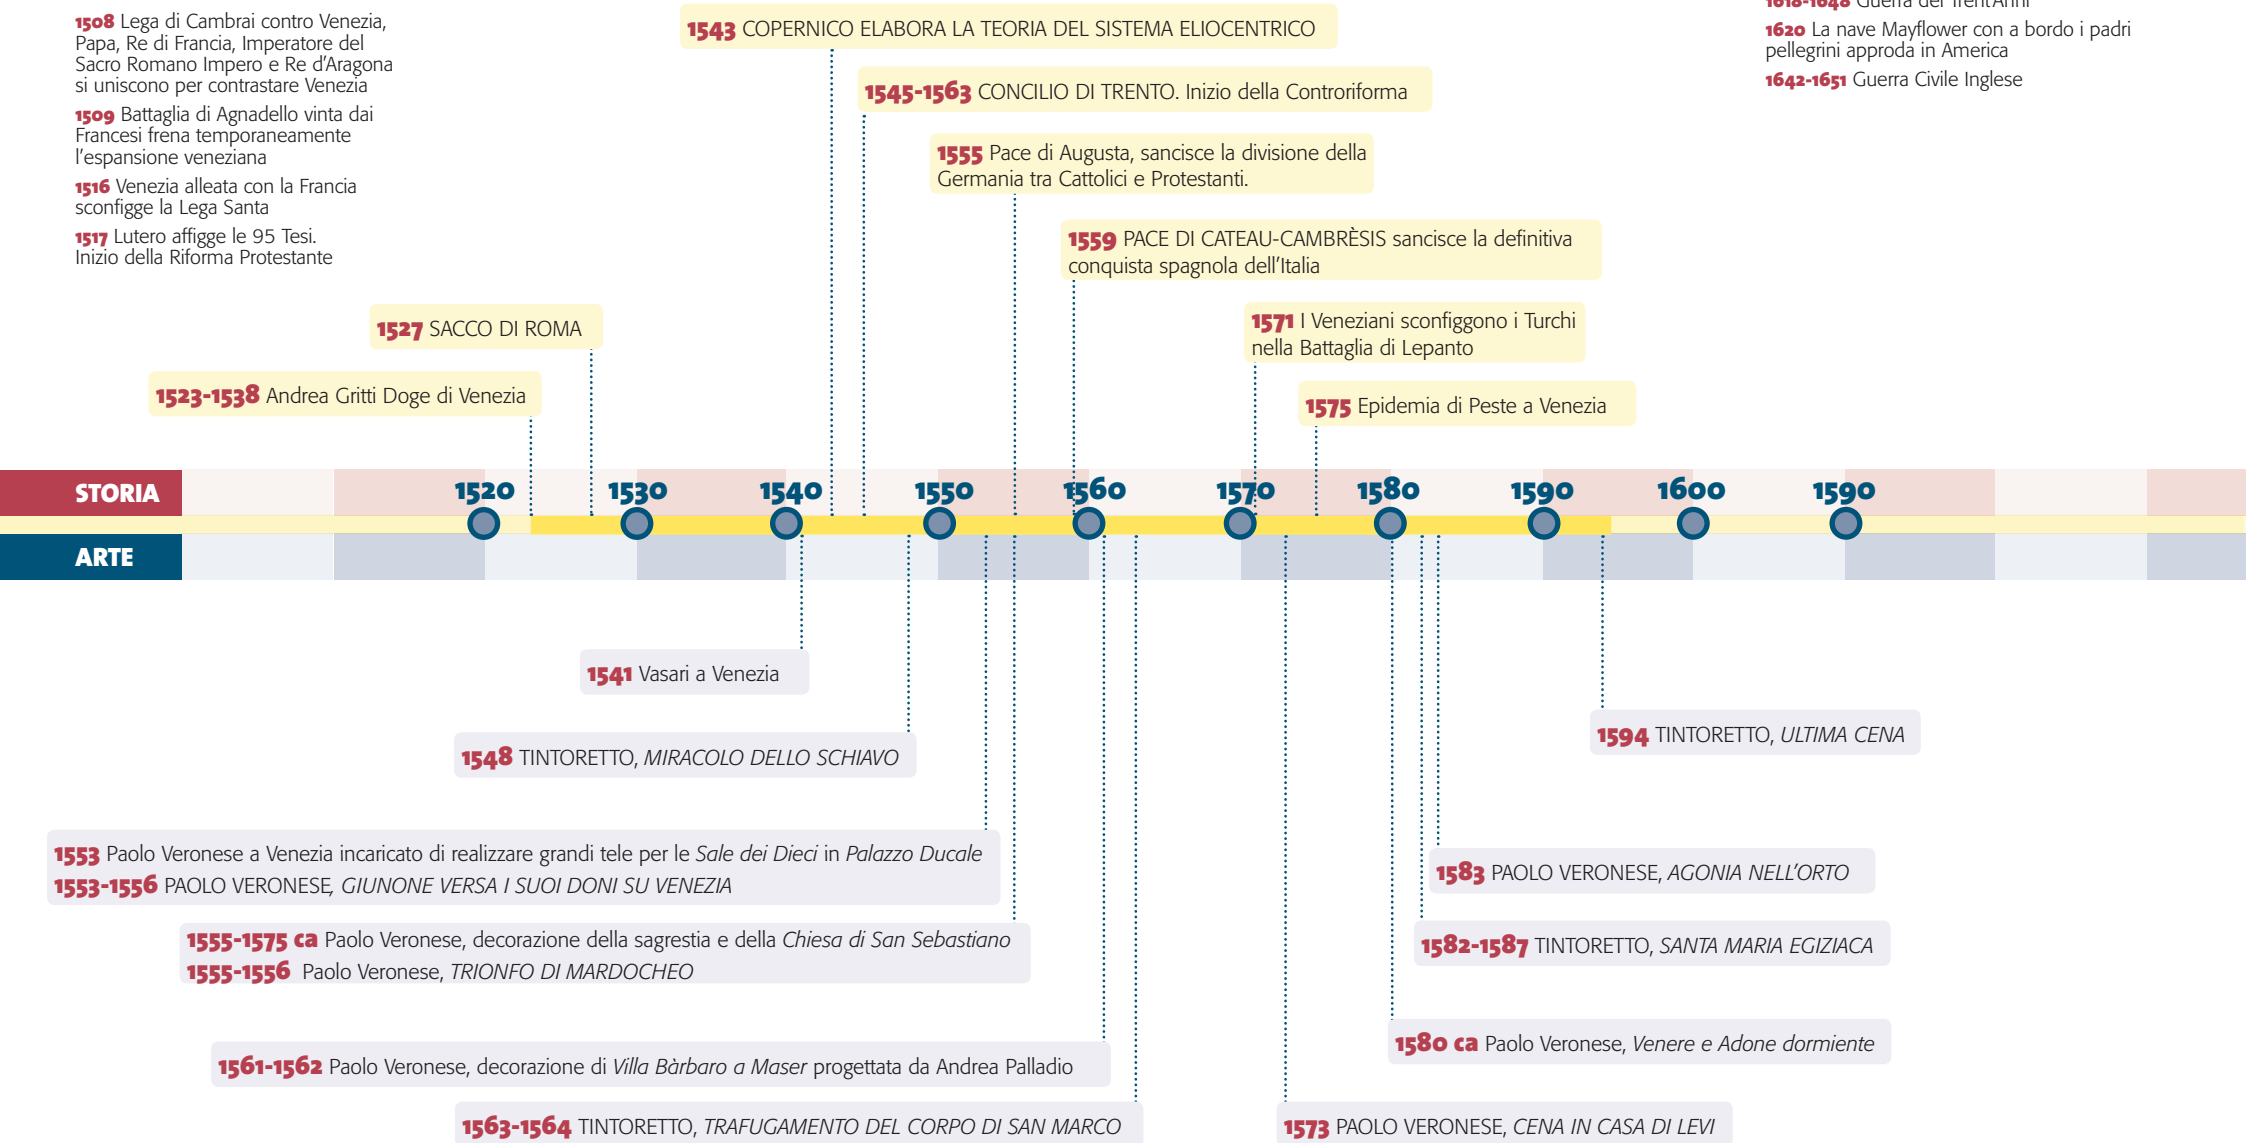 1508 Lega di Cambrai contro Venezia,
Papa, Re di Francia, Imperatore del
Sacro Romano Impero e Re d'Aragona
si uniscono per contrastare Venezia
1509 Battaglia di Agnadello vinta dai
Francesi frena temporaneamente
l'espansione veneziana
1516 Venezia alleata con la Francia
sconfigge la Lega Santa
1517 Lutero affigge le 95 Tesi.
Inizio della Riforma Protestante
1543 COPERNICO ELABORA LA TEORIA DEL SISTEMA ELIOCENTRICO
1545-1563 CONCILIO DI TRENTO. Inizio della Controriforma
1555 Pace di Augusta, sancisce la divisione della
Germania tra Cattolici e Protestanti.
1559 PACE DI CATEAU-CAMBRÈSIS sancisce la definitiva
conquista spagnola dell'Italia
1618-1648 Guerra dei Trent'Anni
1620 La nave Mayflower con a bordo i padri
pellegrini approda in America
1642-1651 Guerra Civile Inglese
1527 SACCO DI ROMA
1571 I Veneziani sconfiggono i Turchi
nella Battaglia di Lepanto
1523-1538 Andrea Gritti Doge di Venezia
1575 Epidemia di Peste a Venezia
STORIA
1520 1530 1540 1550 1560 1570 1580 1590 1600 1590
ARTE
1541 Vasari a Venezia
1548 TINTORETTO, MIRACOLO DELLO SCHIAVO
1594 TINTORETTO, ULTIMA CENA
1553 Paolo Veronese a Venezia incaricato di realizzare grandi tele per le Sale dei Dieci in Palazzo Ducale
1553-1556 PAOLO VERONESE, GIUNONE VERSA I SUOI DONI SU VENEZIA
1583 PAOLO VERONESE, AGONIA NELL'ORTO
1555-1575 ca Paolo Veronese, decorazione della sagrestia e della Chiesa di San Sebastiano
1555-1556 Paolo Veronese, TRIONFO DI MARDOCHEO
1582-1587 TINTORETTO, SANTA MARIA EGIZIACA
1580 ca Paolo Veronese, Venere e Adone dormiente
1561-1562 Paolo Veronese, decorazione di Villa Bàrbaro a Maser progettata da Andrea Palladio
1563-1564 TINTORETTO, TRAFUGAMENTO DEL CORPO DI SAN MARCO
1573 PAOLO VERONESE, CENA IN CASA DI LEVI